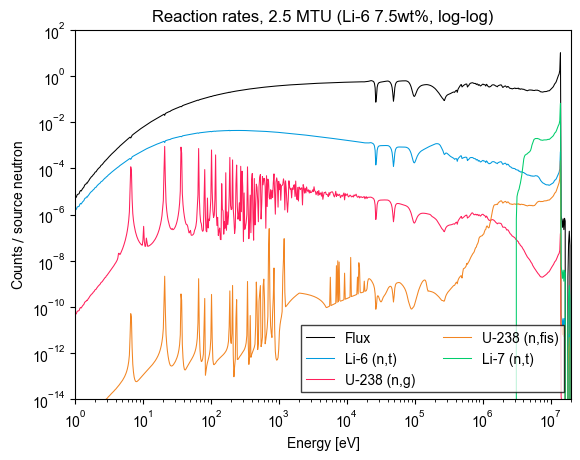 Reaction rates, 2.5 MTU (Li-6 7.5wt%, log-log)
Counts / source neutron
10^2
10^0
10^−2
10^−4
10^−6
10^−8
10^−10
10^−12
10^−14
Flux
Li-6 (n,t)
U-238 (n,g)
U-238 (n,fis)
Li-7 (n,t)
10^0 10^1 10^2 10^3 10^4 10^5 10^6 10^7
Energy [eV]